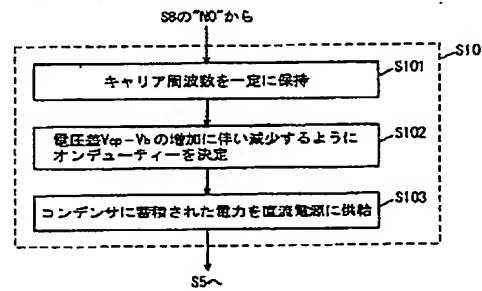 S8の"NO"から
S10
キャリア周波数を一定に保持
S101
電圧差Vcp−Vbの増加に伴い減少するように
オンデューティーを決定
S102
コンデンサに蓄積された電力を直流電源に供給
S103
S5へ